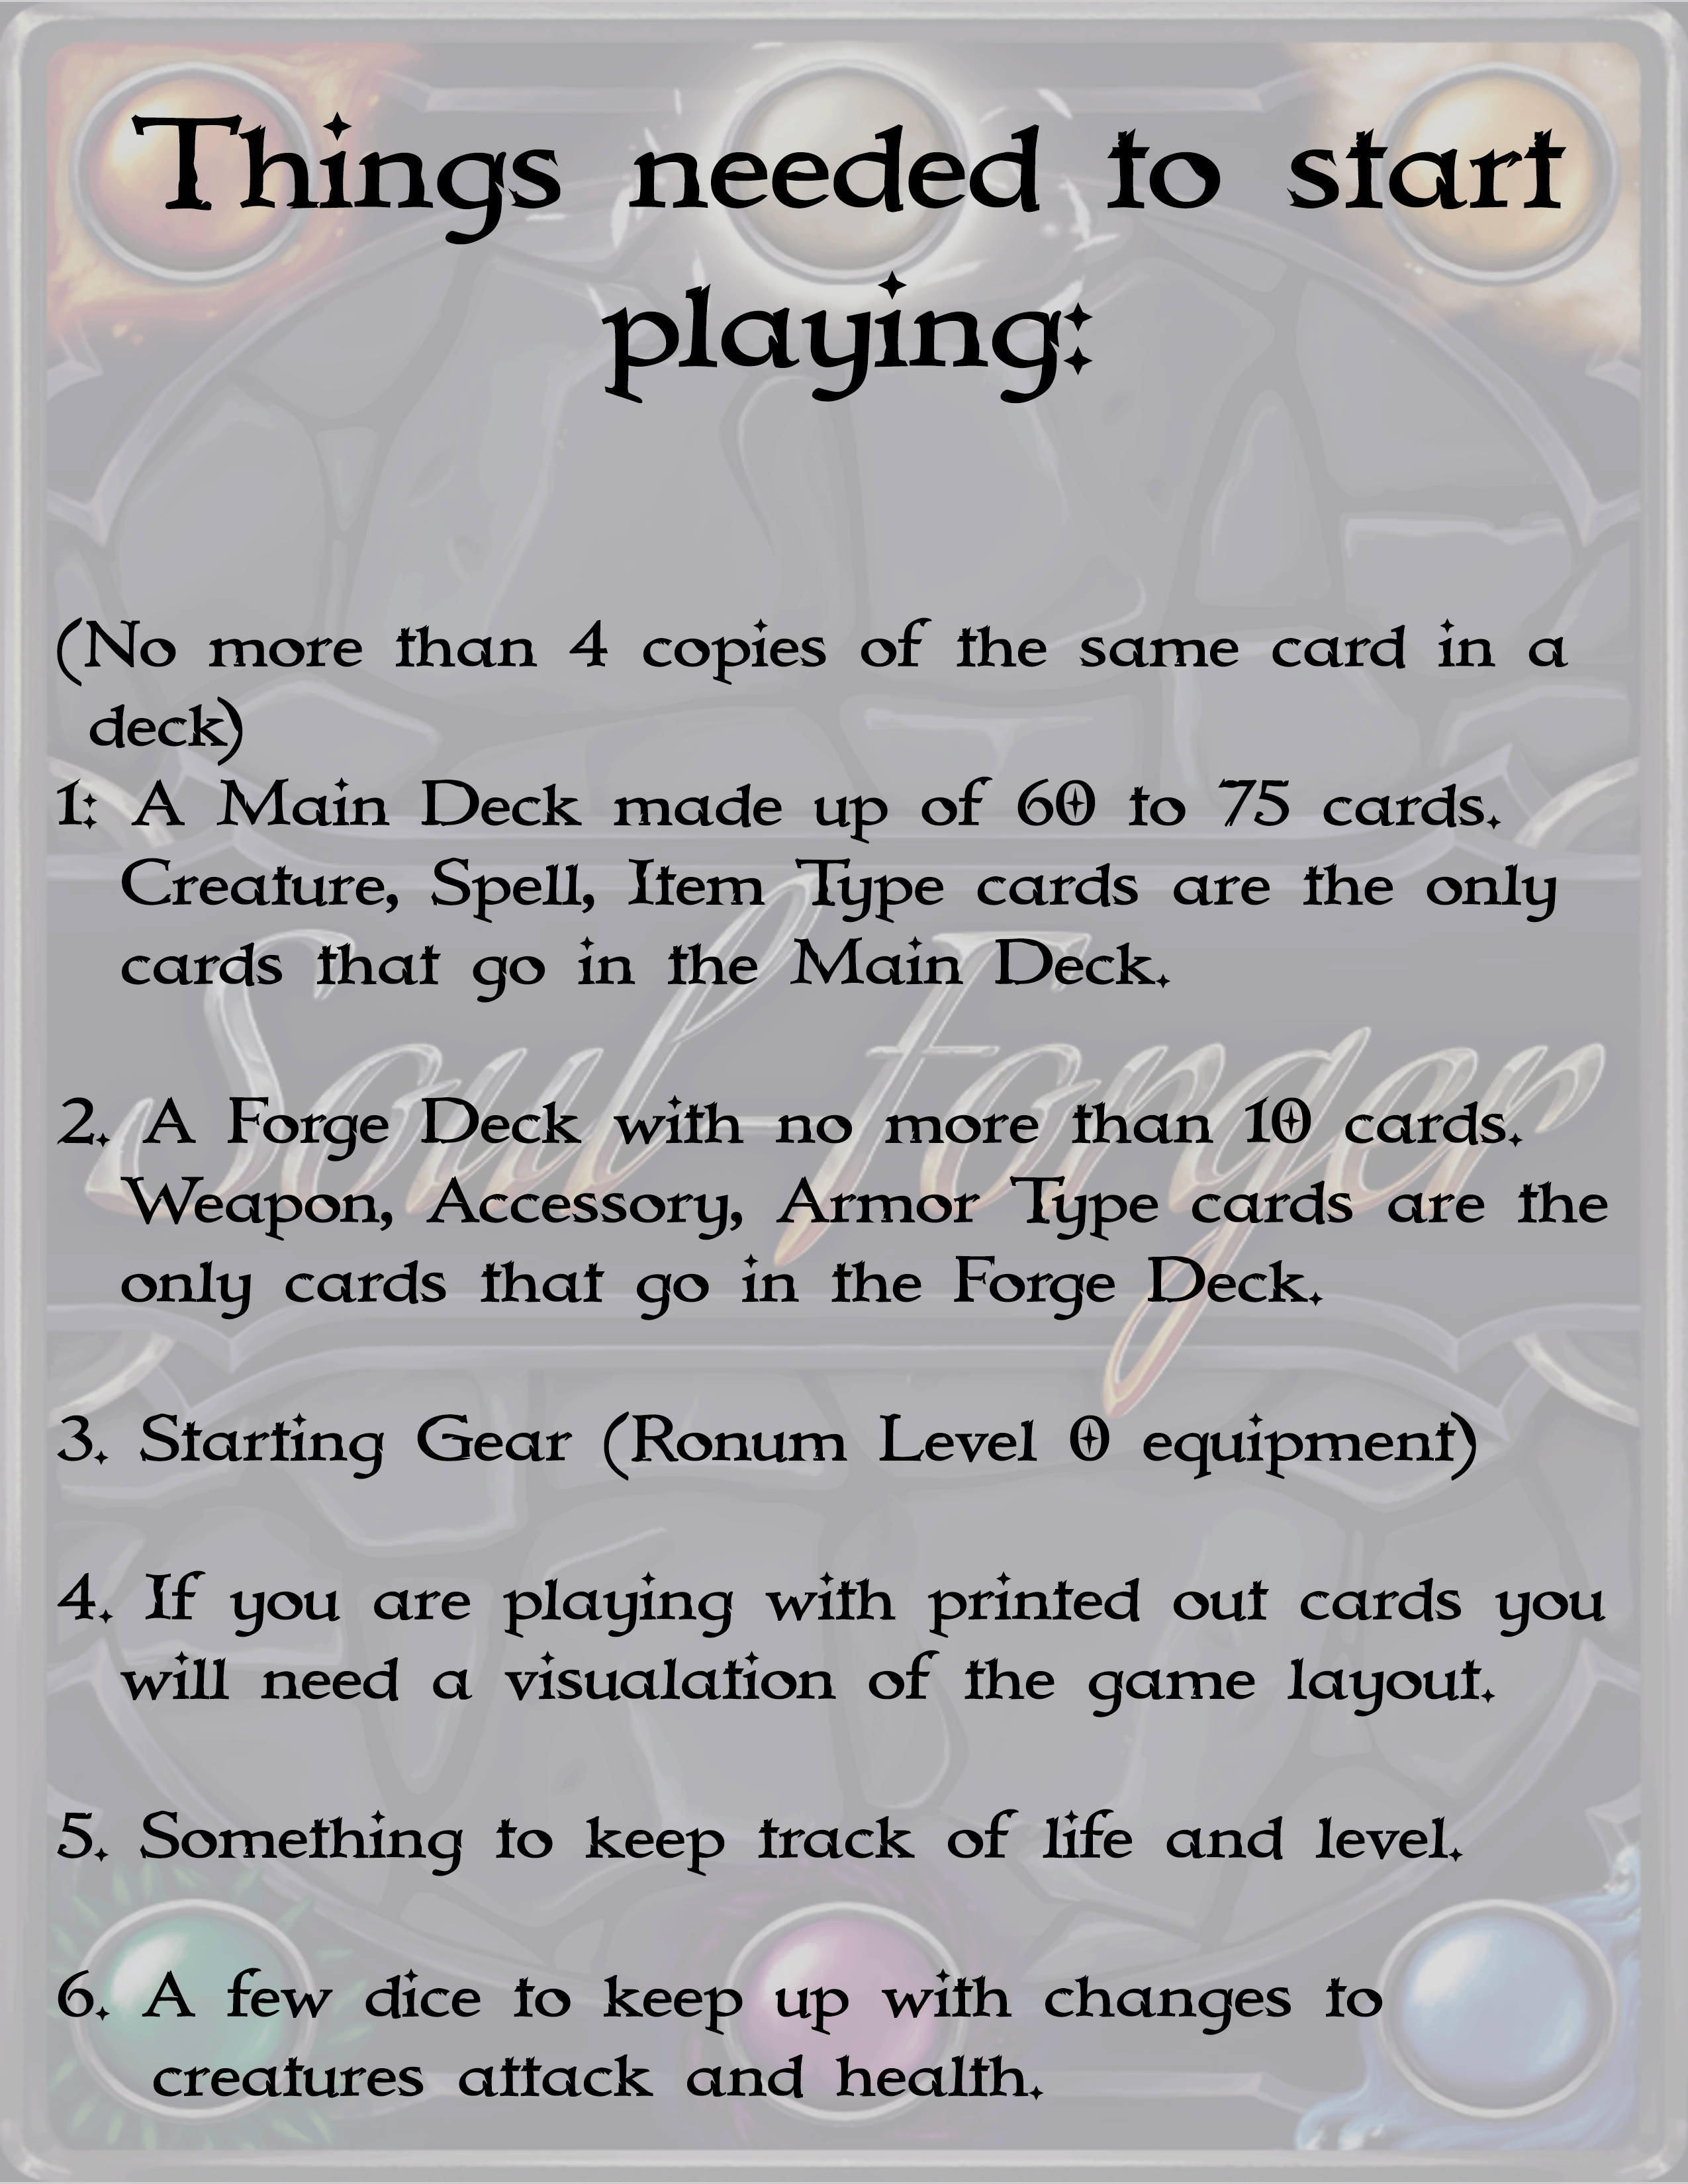 Things needed to start
playing:
(No more than 4 copies of the same card in a
deck)
1: A Main Deck made up of 60 to 75 cards.
Creature, Spell, Item Type cards are the only
cards that go in the Main Deck.
Soul Forger
2. A Forge Deck with no more than 10 cards.
Weapon, Accessory, Armor Type cards are the
only cards that go in the Forge Deck.
3. Starting Gear (Ronum Level 0 equipment)
4. If you are playing with printed out cards you
will need a visualation of the game layout.
5. Something to keep track of life and level.
6. A few dice to keep up with changes to
creatures attack and health.